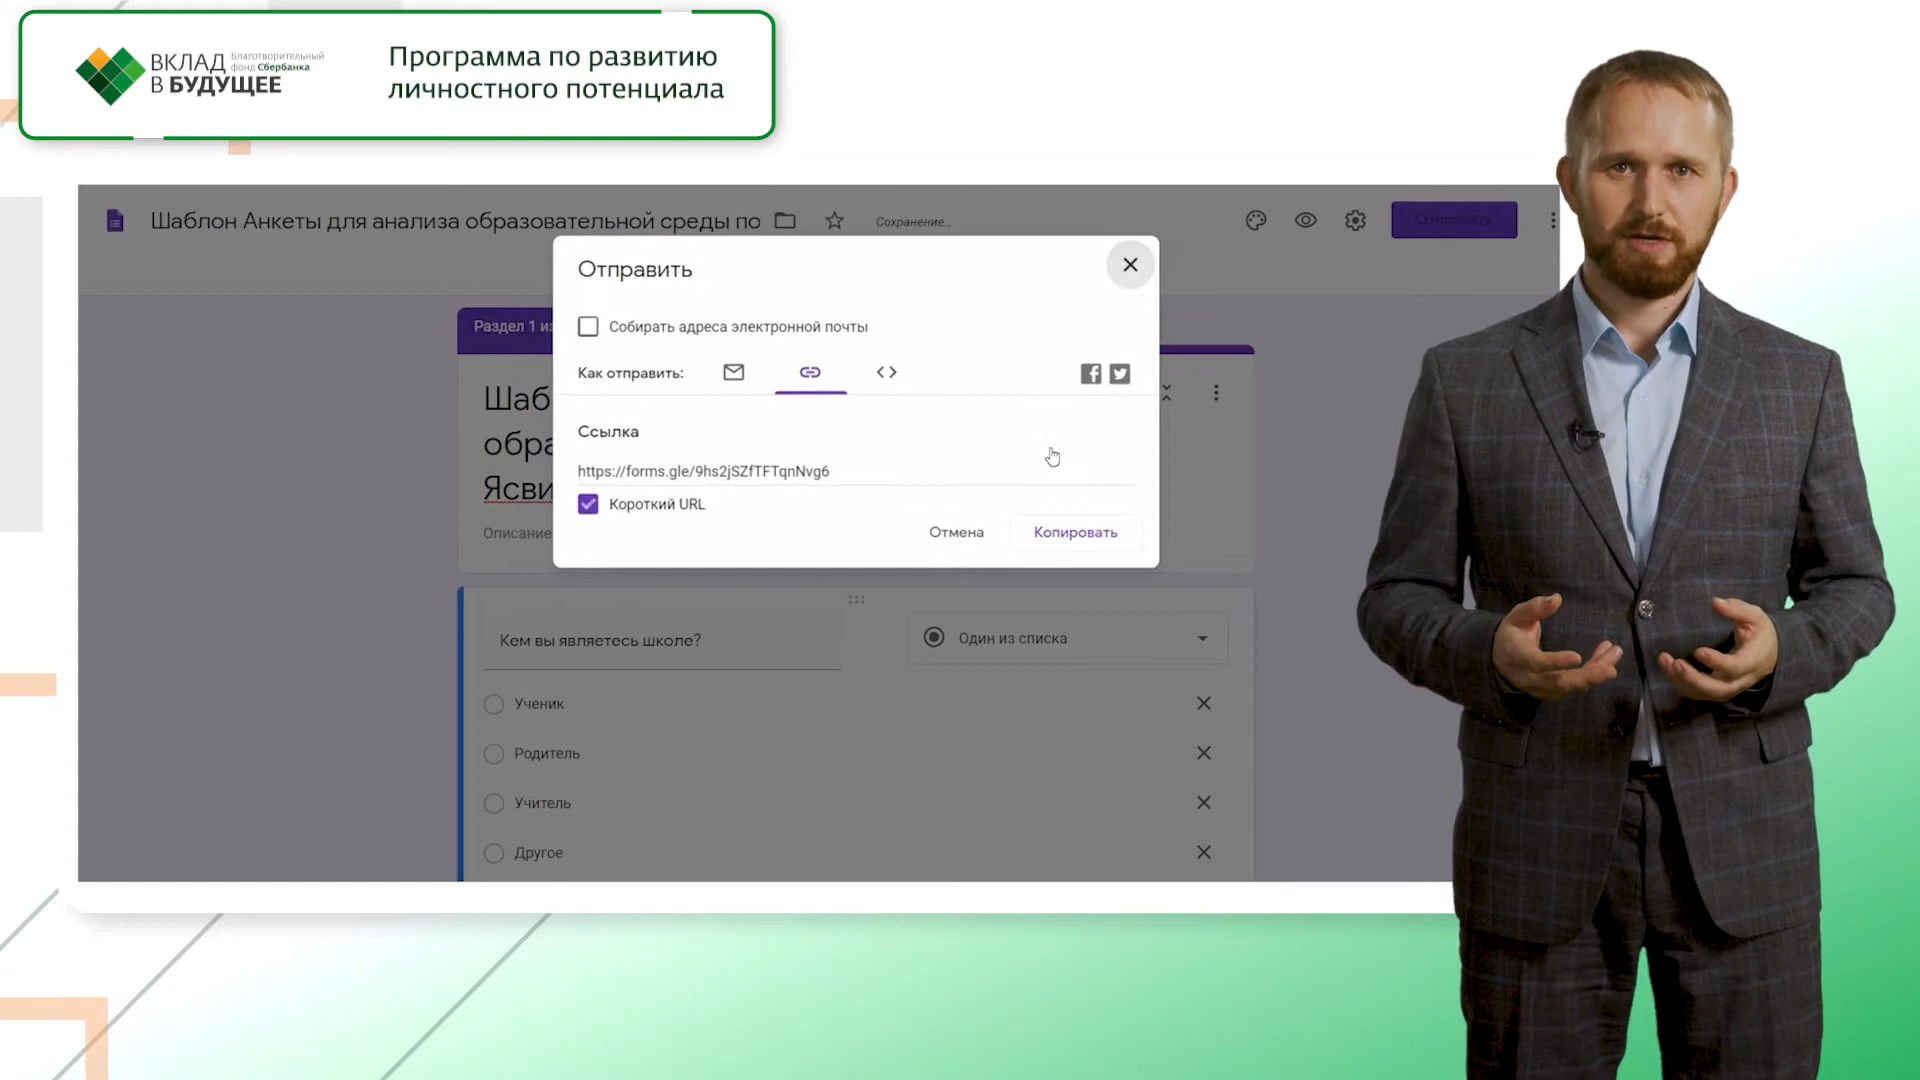 ВКЛАД
В БУДУЩЕЕ
Благотворительный
фонд Сбербанка
Программа по развитию
личностного потенциала
Шаблон Анкеты для анализа образовательной среды по
Сохранение...
Отправить
Собирать адреса электронной почты
Как отправить:
Ссылка
https://forms.gle/9hs2jSZfTFTqnNvg6
Короткий URL
Отмена
Копировать
Раздел 1 из
Шаб
обра
Ясви
Описание
Кем вы являетесь школе?
Один из списка
Ученик
Родитель
Учитель
Другое